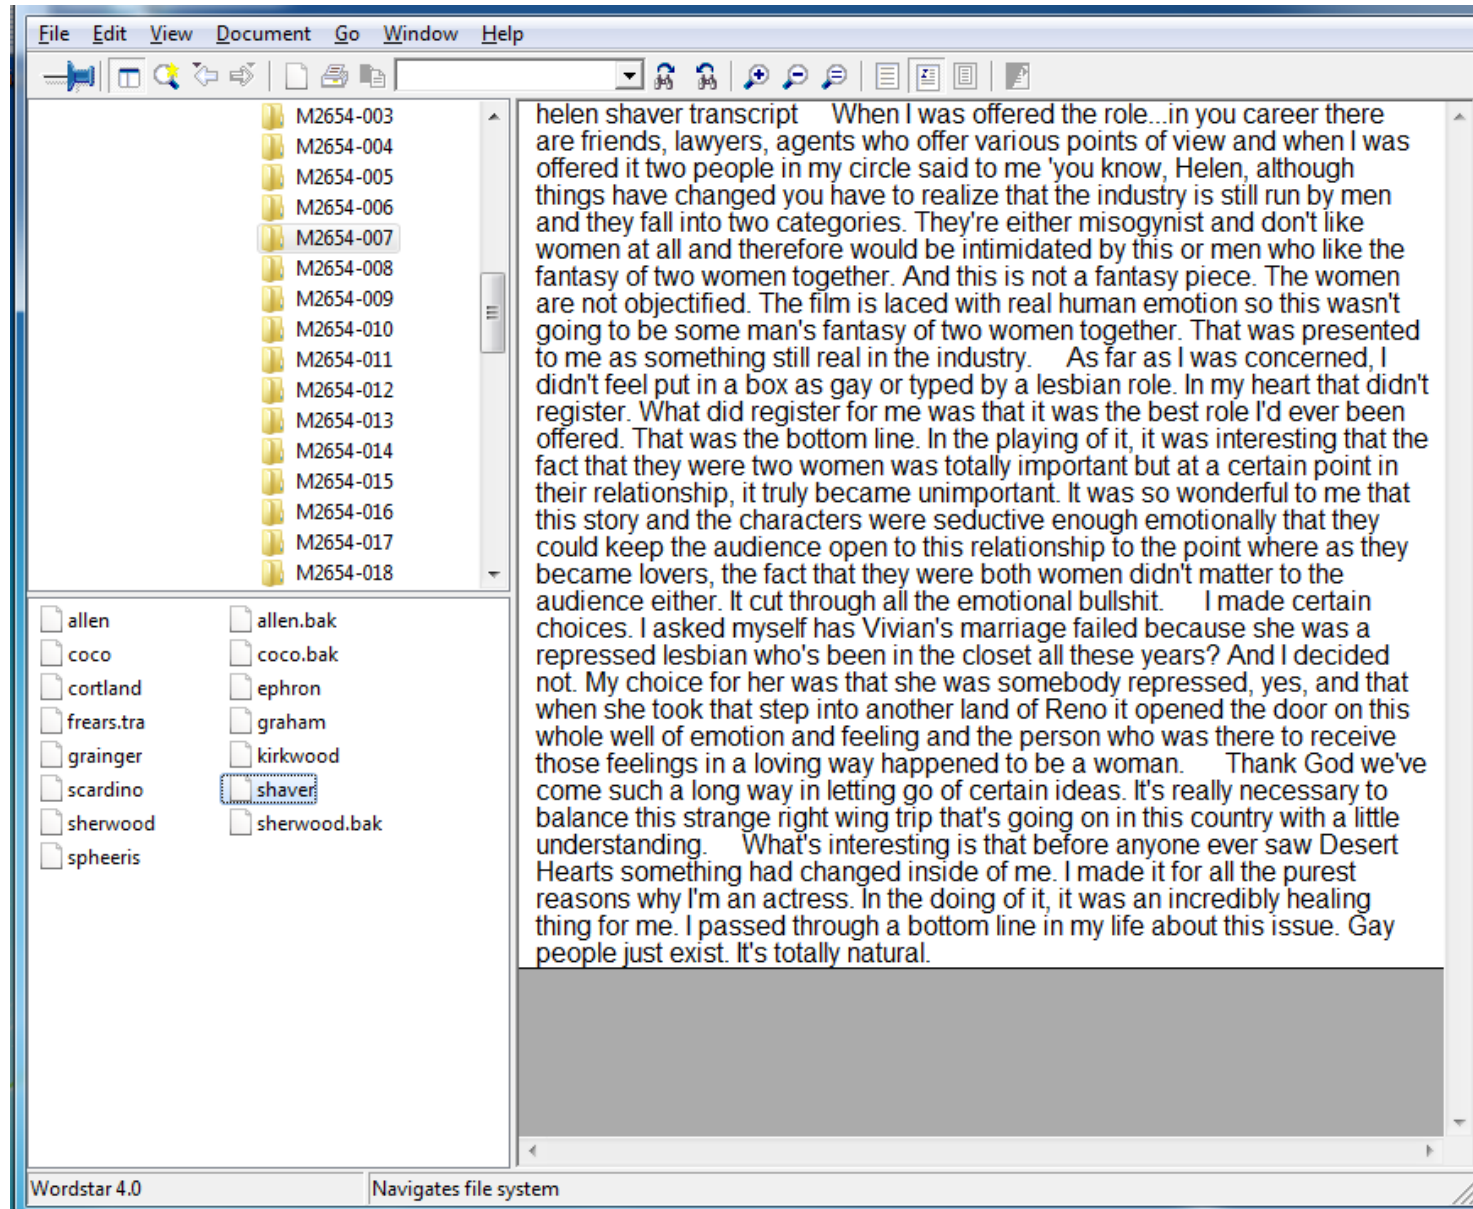 File Edit View Document Go Window Help
M2654-003
M2654-004
M2654-005
M2654-006
M2654-007
M2654-008
M2654-009
M2654-010
M2654-011
M2654-012
M2654-013
M2654-014
M2654-015
M2654-016
M2654-017
M2654-018
allen allen.bak
coco coco.bak
cortland ephron
frears.tra graham
grainger kirkwood
scardino shaver
sherwood sherwood.bak
spheeris
helen shaver transcript When I was offered the role...in you career there
are friends, lawyers, agents who offer various points of view and when I was
offered it two people in my circle said to me 'you know, Helen, although
things have changed you have to realize that the industry is still run by men
and they fall into two categories. They're either misogynist and don't like
women at all and therefore would be intimidated by this or men who like the
fantasy of two women together. And this is not a fantasy piece. The women
are not objectified. The film is laced with real human emotion so this wasn't
going to be some man's fantasy of two women together. That was presented
to me as something still real in the industry. As far as I was concerned, I
didn't feel put in a box as gay or typed by a lesbian role. In my heart that didn't
register. What did register for me was that it was the best role I'd ever been
offered. That was the bottom line. In the playing of it, it was interesting that the
fact that they were two women was totally important but at a certain point in
their relationship, it truly became unimportant. It was so wonderful to me that
this story and the characters were seductive enough emotionally that they
could keep the audience open to this relationship to the point where as they
became lovers, the fact that they were both women didn't matter to the
audience either. It cut through all the emotional bullshit. I made certain
choices. I asked myself has Vivian's marriage failed because she was a
repressed lesbian who's been in the closet all these years? And I decided
not. My choice for her was that she was somebody repressed, yes, and that
when she took that step into another land of Reno it opened the door on this
whole well of emotion and feeling and the person who was there to receive
those feelings in a loving way happened to be a woman. Thank God we've
come such a long way in letting go of certain ideas. It's really necessary to
balance this strange right wing trip that's going on in this country with a little
understanding. What's interesting is that before anyone ever saw Desert
Hearts something had changed inside of me. I made it for all the purest
reasons why I'm an actress. In the doing of it, it was an incredibly healing
thing for me. I passed through a bottom line in my life about this issue. Gay
people just exist. It's totally natural.
Wordstar 4.0 Navigates file system